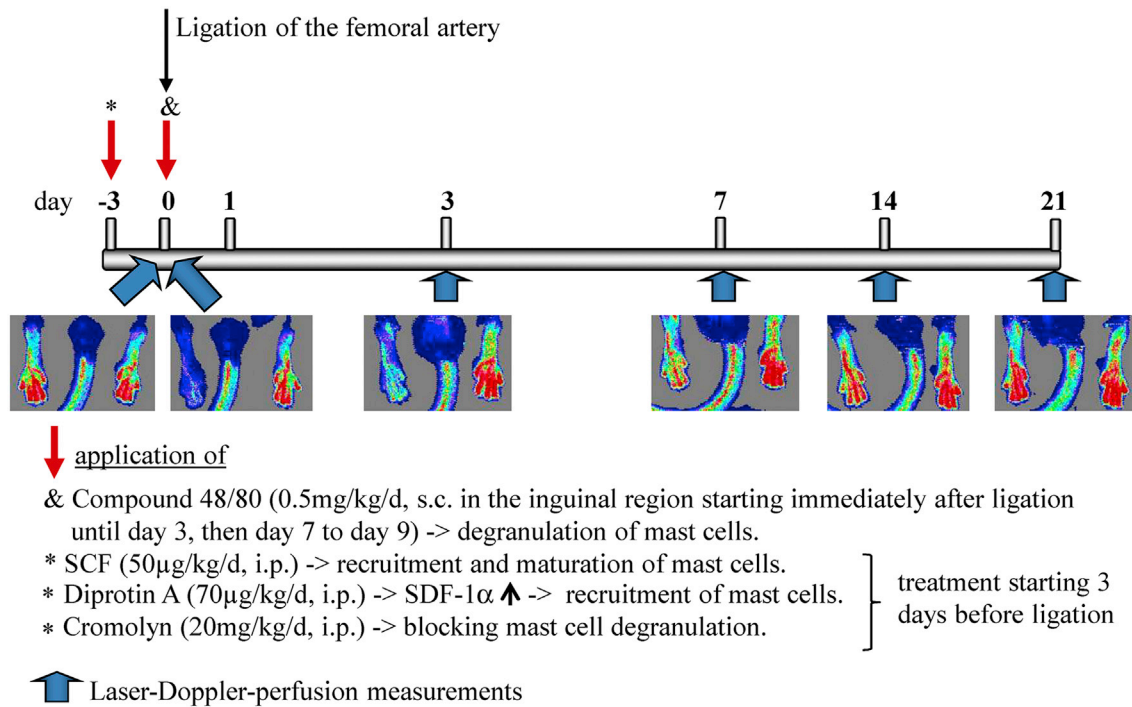 Ligation of the femoral artery
* &
day -3 0 1 3 7 14 21
application of
& Compound 48/80 (0.5mg/kg/d, s.c. in the inguinal region starting immediately after ligation
until day 3, then day 7 to day 9) -> degranulation of mast cells.
* SCF (50µg/kg/d, i.p.) -> recruitment and maturation of mast cells.
* Diprotin A (70µg/kg/d, i.p.) -> SDF-1α ↑ -> recruitment of mast cells.
* Cromolyn (20mg/kg/d, i.p.) -> blocking mast cell degranulation.
treatment starting 3
days before ligation
Laser-Doppler-perfusion measurements